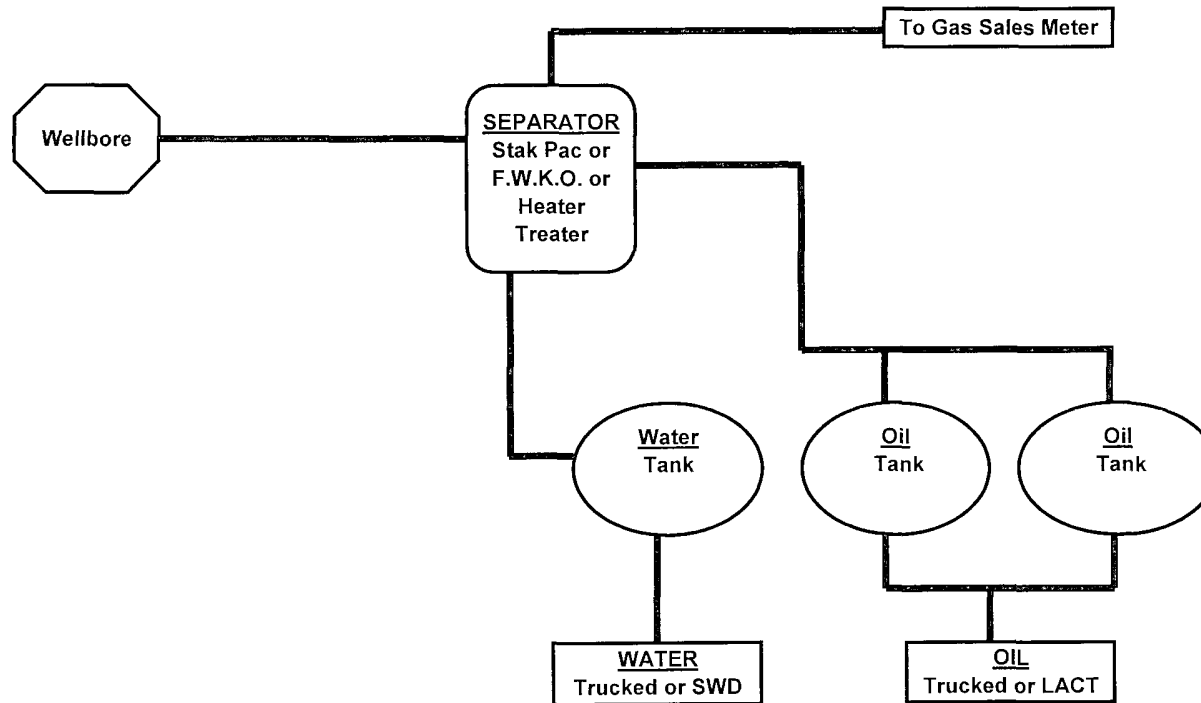 To Gas Sales Meter
Wellbore
SEPARATOR
Stak Pac or
F.W.K.O. or
Heater
Treater
Water
Tank
Oil
Tank
Oil
Tank
WATER
Trucked or SWD
OIL
Trucked or LACT